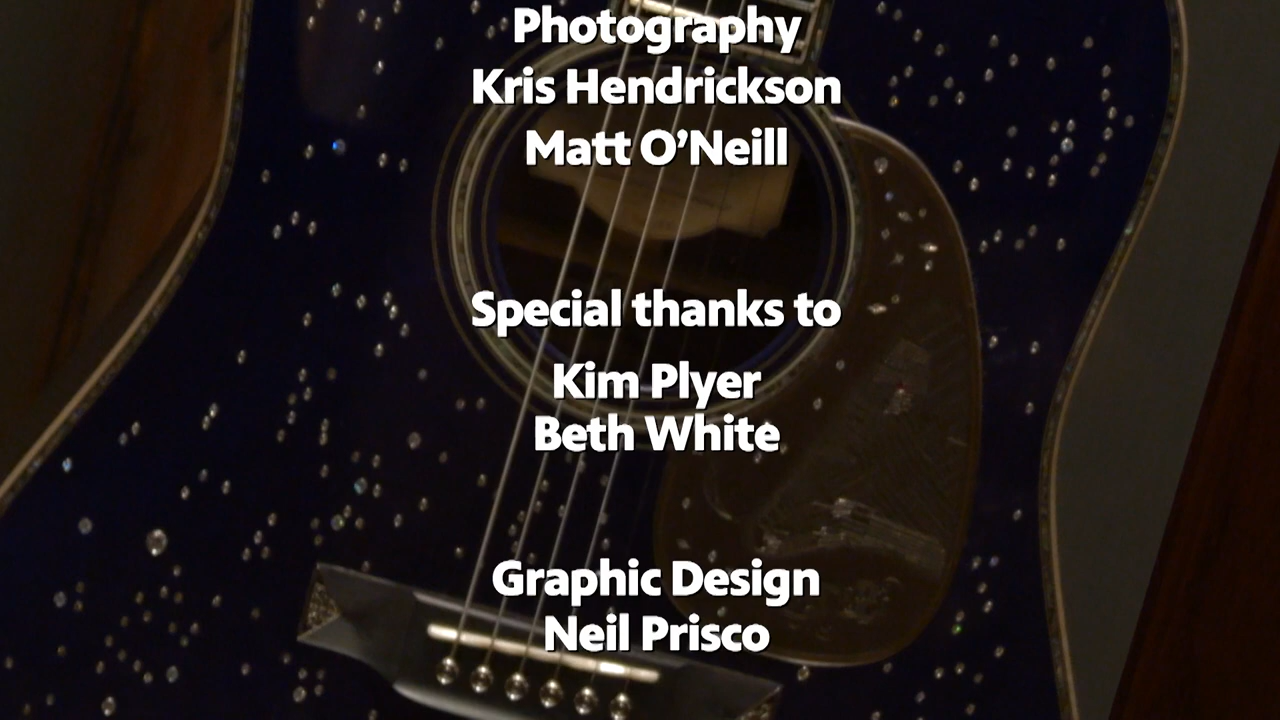 Photography
Kris Hendrickson
Matt O’Neill
Special thanks to
Kim Plyer
Beth White
Graphic Design
Neil Prisco